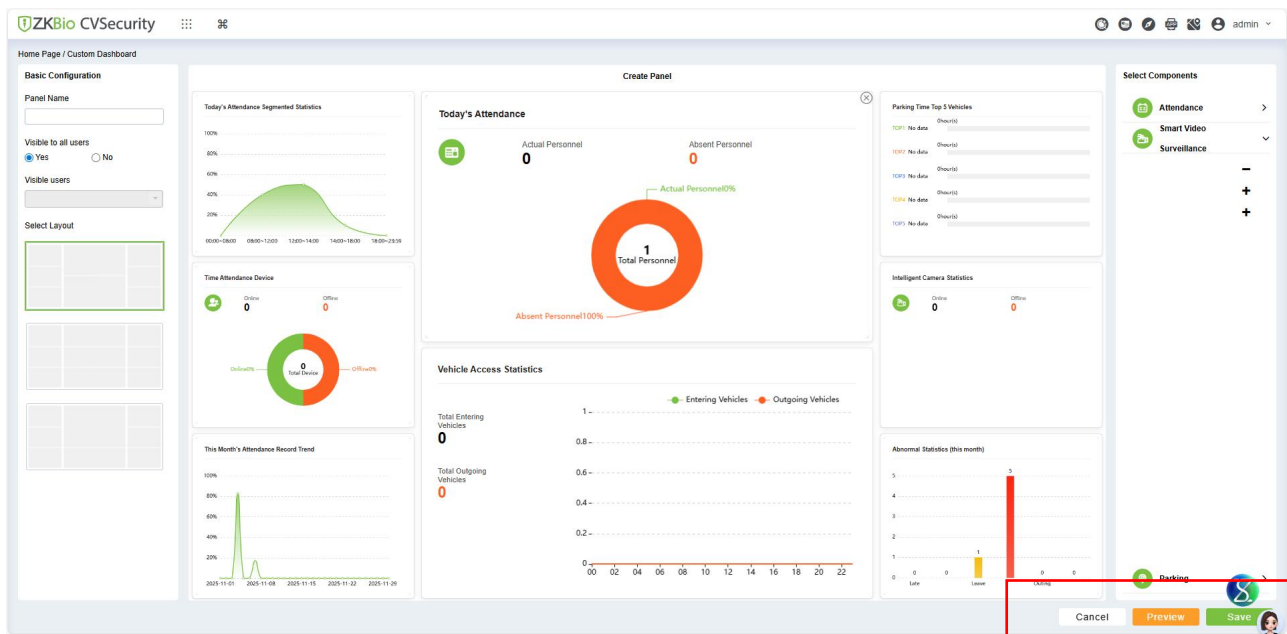 ZKBio CVSecurity
admin
Home Page / Custom Dashboard
Basic Configuration
Panel Name
Visible to all users
Yes
No
Visible users
Select Layout
Create Panel
Today's Attendance Segmented Statistics
100%
80%
60%
40%
20%
00:00~08:00 08:00~12:00 12:00~14:00 14:00~18:00 18:00~23:59
Time Attendance Device
Online
0
Offline
0
Online0%
0
Total Device
Offline0%
This Month's Attendance Record Trend
100%
80%
60%
40%
20%
2025-11-01 2025-11-08 2025-11-15 2025-11-22 2025-11-29
Today's Attendance
Actual Personnel
0
Absent Personnel
0
Actual Personnel0%
1
Total Personnel
Absent Personnel100%
Vehicle Access Statistics
Entering Vehicles
Outgoing Vehicles
Total Entering
Vehicles
0
Total Outgoing
Vehicles
0
1
0.8
0.6
0.4
0.2
0
00 02 04 06 08 10 12 14 16 18 20 22
Parking Time Top 5 Vehicles
0hour(s)
TOP1 No data
0hour(s)
TOP2 No data
0hour(s)
TOP3 No data
0hour(s)
TOP4 No data
0hour(s)
TOP5 No data
Intelligent Camera Statistics
Online
0
Offline
0
Abnormal Statistics (this month)
5
4
3
2
1
0
0 0 1 5 0 0
Late Leave Outing
Select Components
Attendance
Smart Video
Surveillance
Parking
Cancel
Preview
Save